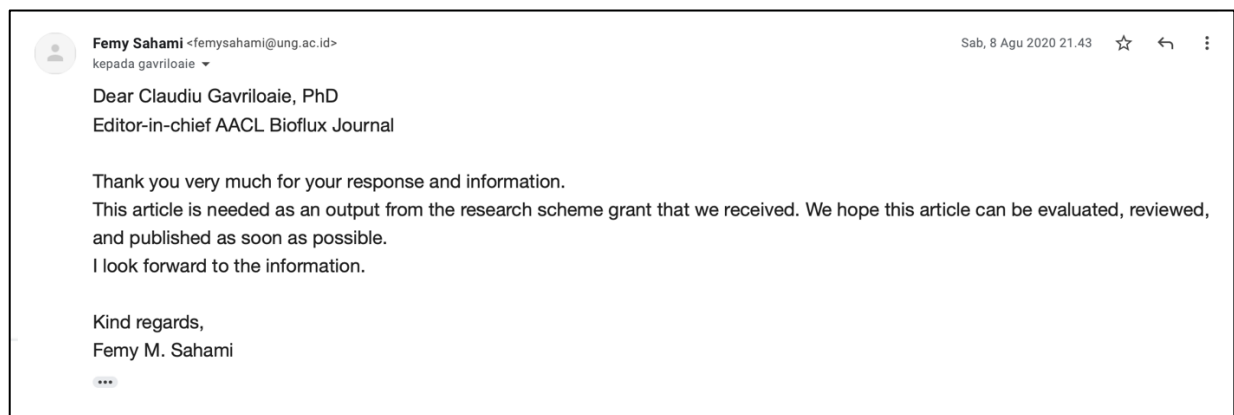 Femy Sahami <femysahami@ung.ac.id> Sab, 8 Agu 2020 21.43
kepada gavriloaie
Dear Claudiu Gavriloaie, PhD
Editor-in-chief AACL Bioflux Journal
Thank you very much for your response and information.
This article is needed as an output from the research scheme grant that we received. We hope this article can be evaluated, reviewed,
and published as soon as possible.
I look forward to the information.
Kind regards,
Femy M. Sahami